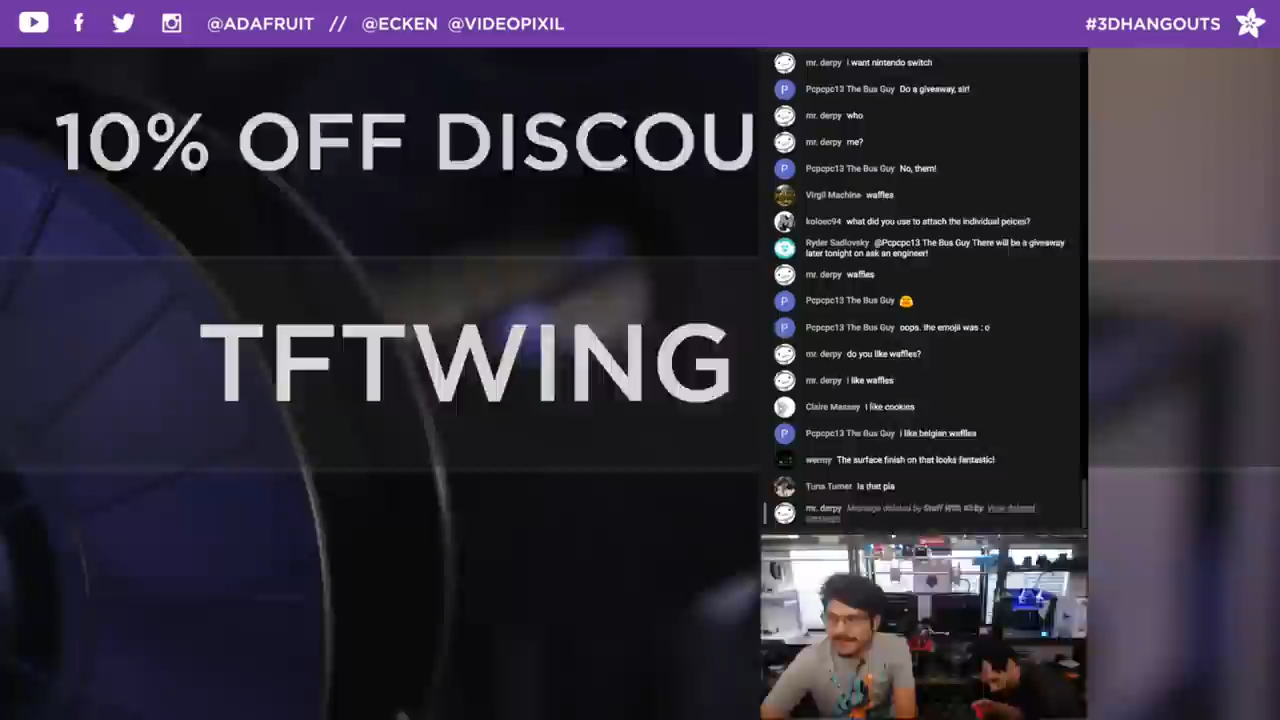 @ADAFRUIT // @ECKEN @VIDEOPIXIL
#3DHANGOUTS
10% OFF DISCOU
TFTWING
mr. derpy i want nintendo switch
P Pcpcpc13 The Bus Guy Do a giveaway, sir!
mr. derpy who
mr. derpy me?
P Pcpcpc13 The Bus Guy No, them!
Virgil Machine waffles
koloec94 what did you use to attach the individual peices?
Ryder Sadlovsky @Pcpcpc13 The Bus Guy There will be a giveaway
later tonight on ask an engineer!
mr. derpy waffles
P Pcpcpc13 The Bus Guy
P Pcpcpc13 The Bus Guy oops. the emoji was : o
mr. derpy do you like waffles?
mr. derpy i like waffles
Claire Massey I like cookies
P Pcpcpc13 The Bus Guy i like belgian waffles
The surface finish on that looks fantastic!
Tuna Turner Is that pla
mr. derpy Message deleted by